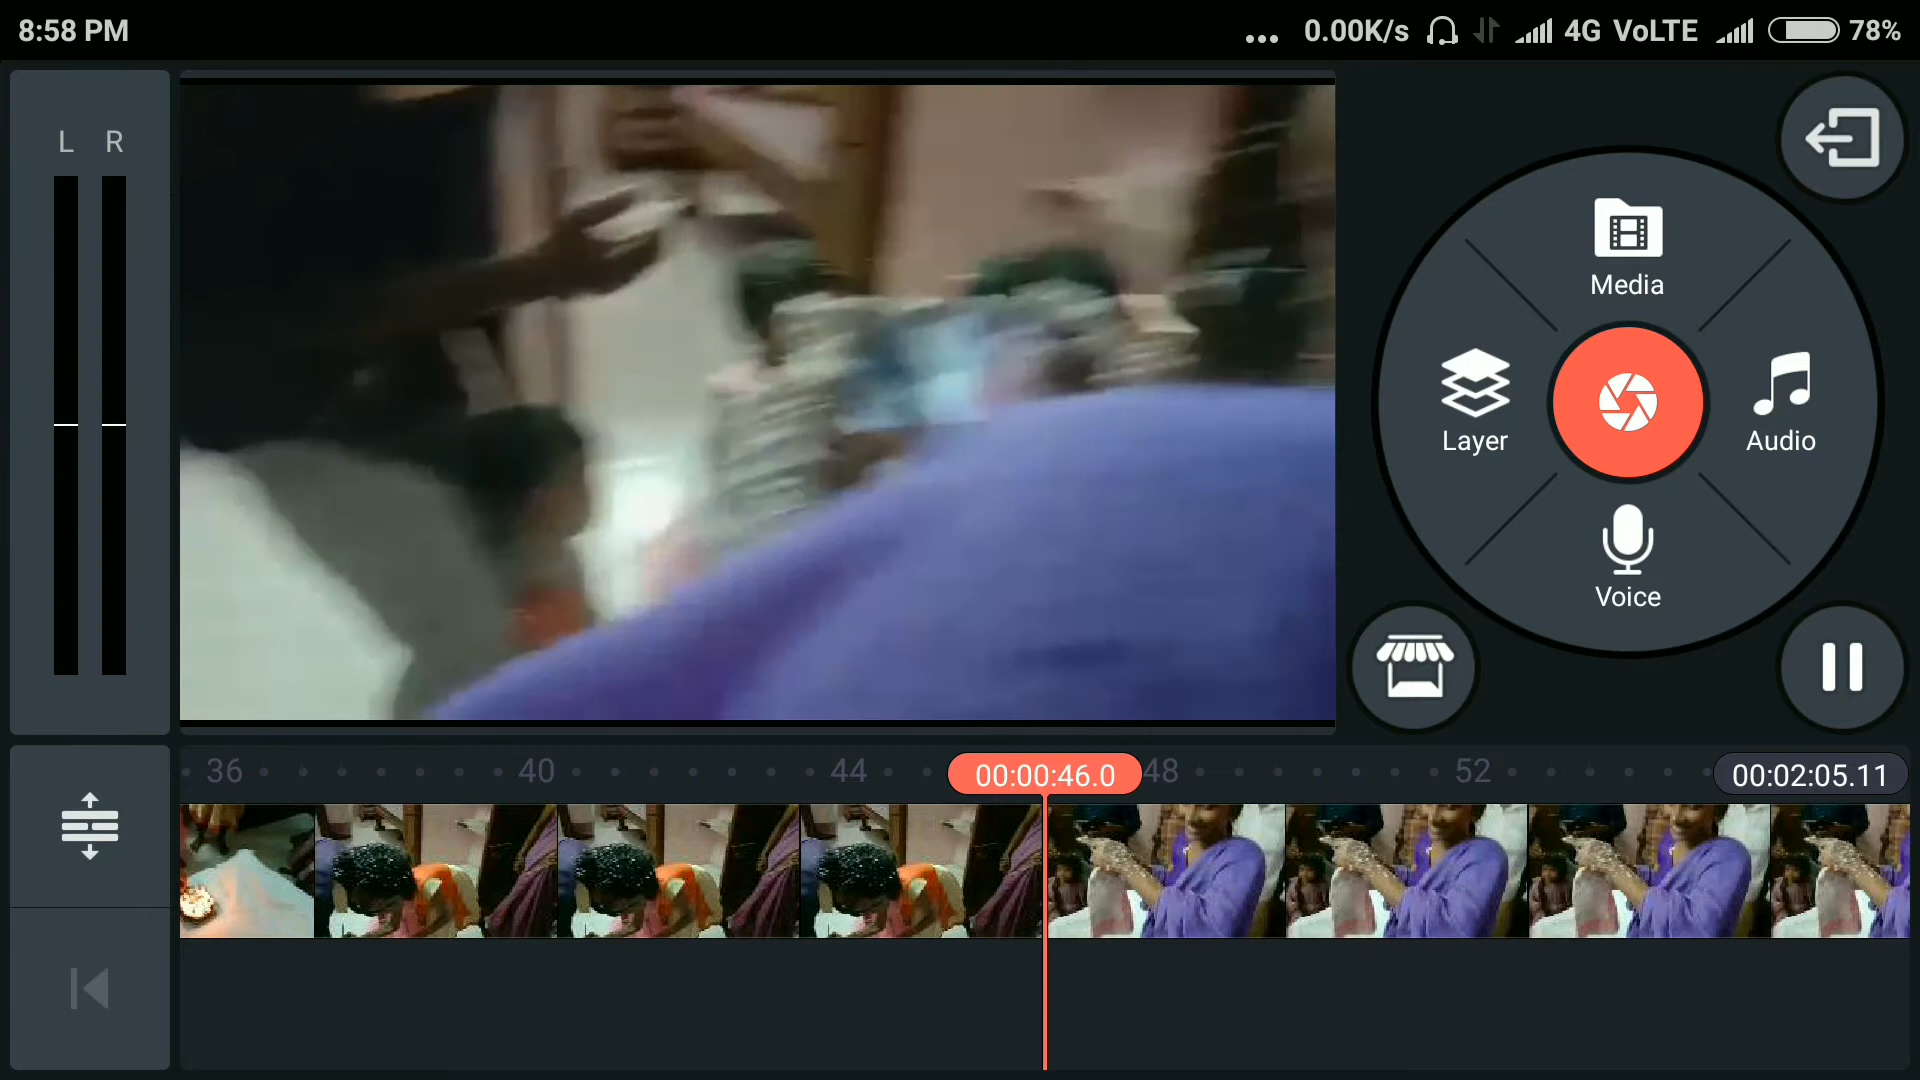 8:58 PM
... 0.00K/s 4G VoLTE 78%
L R
Media
Layer
Audio
Voice
36 40 44 00:00:46.0 48 52 00:02:05.11